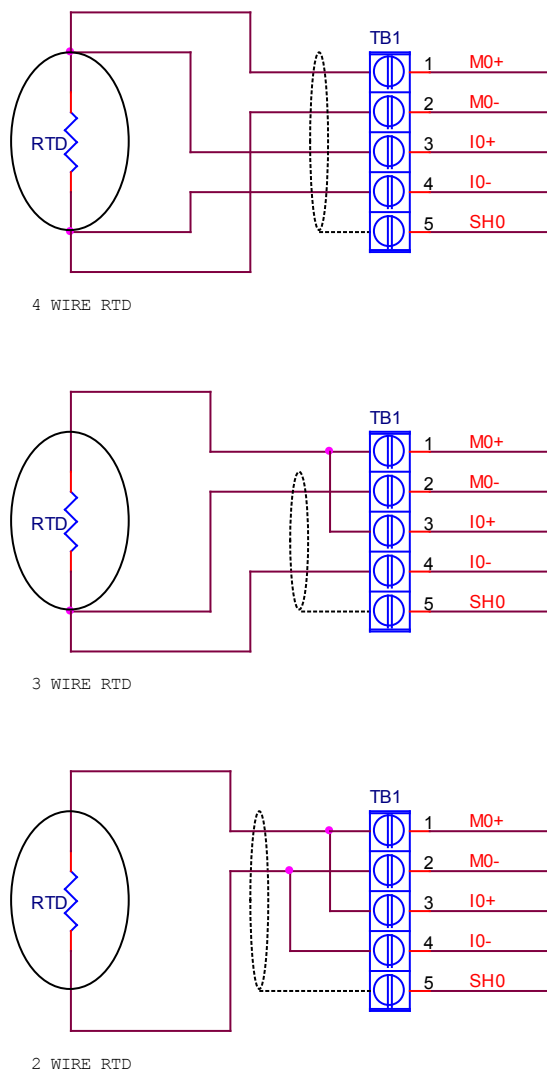 TB1
1 M0+
2 M0-
RTD 3 I0+
4 I0-
5 SH0
4 WIRE RTD
TB1
1 M0+
2 M0-
RTD 3 I0+
4 I0-
5 SH0
3 WIRE RTD
TB1
1 M0+
2 M0-
RTD 3 I0+
4 I0-
5 SH0
2 WIRE RTD